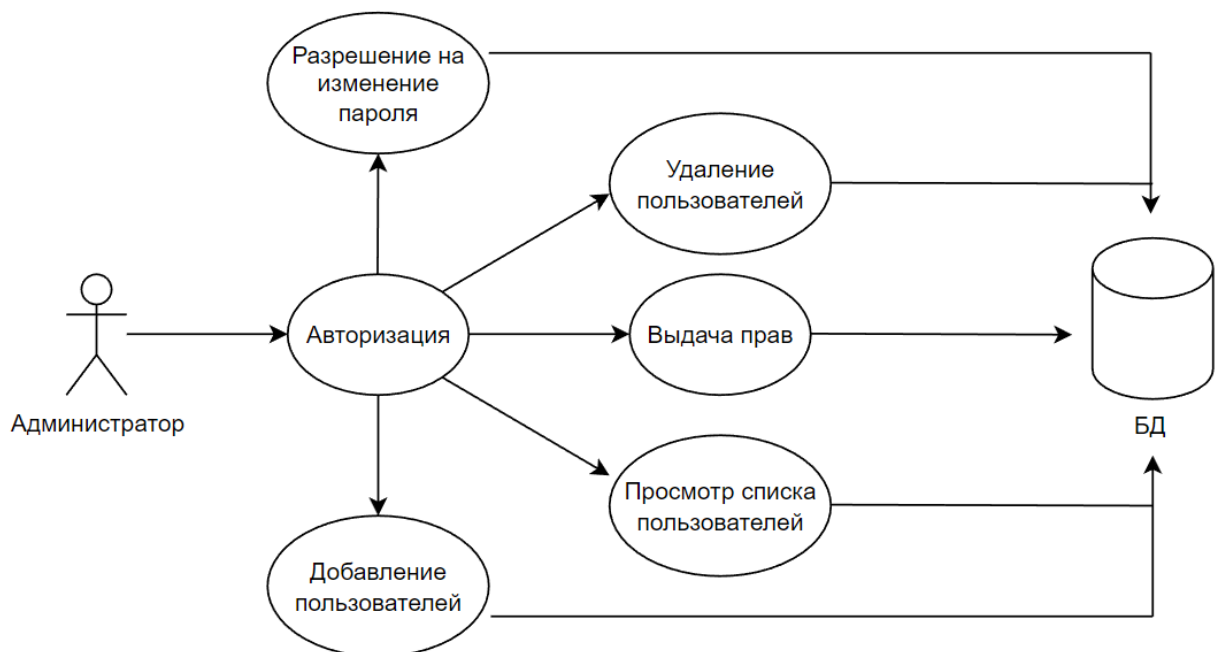 Разрешение на
изменение
пароля
Удаление
пользователей
Авторизация
Выдача прав
Администратор
БД
Просмотр списка
пользователей
Добавление
пользователей